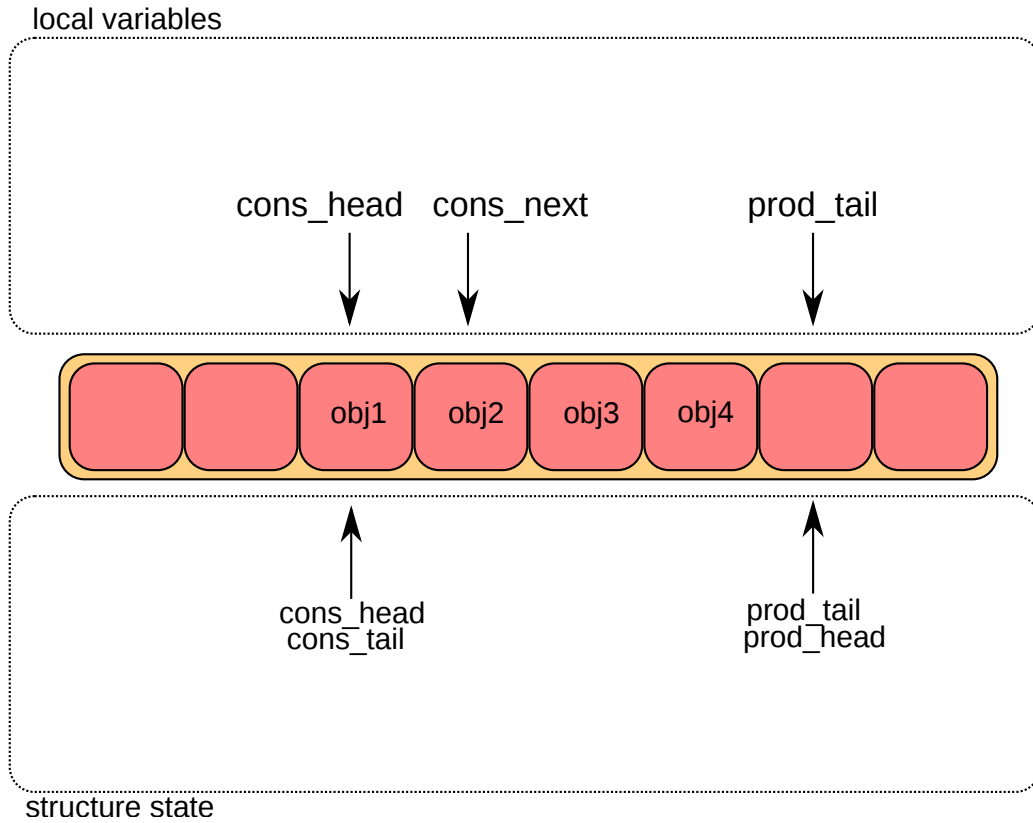 local variables
cons_head cons_next prod_tail
obj1 obj2 obj3 obj4
cons_head prod_tail
cons_tail prod_head
structure state